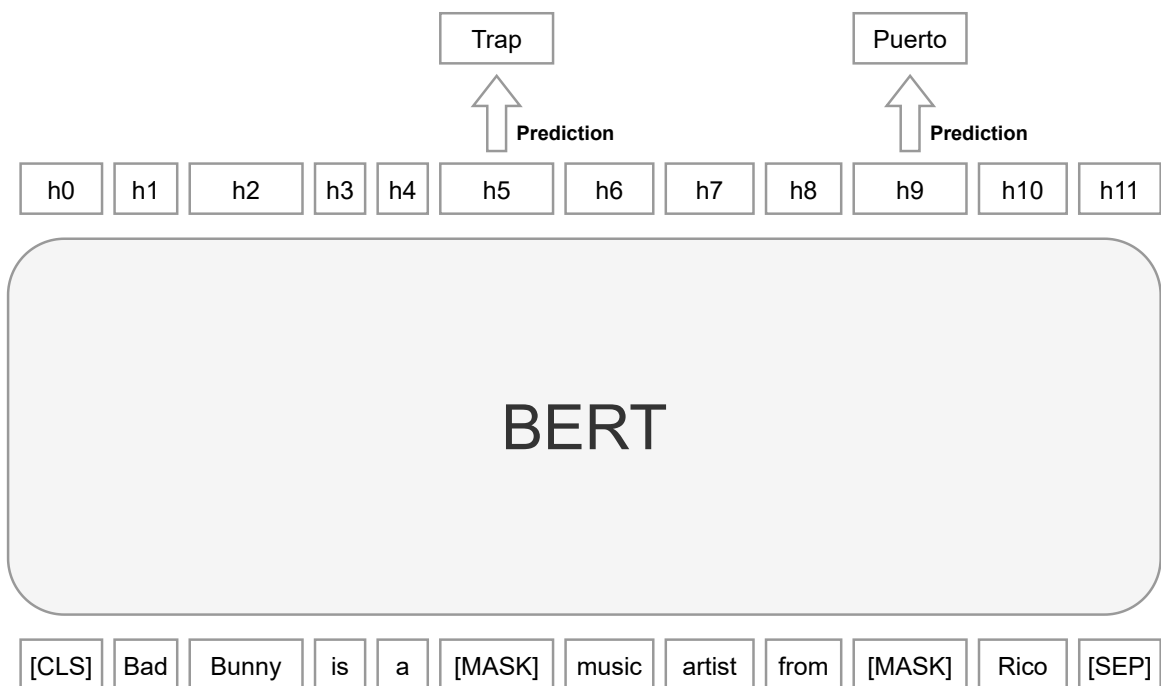 Trap Puerto
Prediction Prediction
h0 h1 h2 h3 h4 h5 h6 h7 h8 h9 h10 h11
BERT
[CLS] Bad Bunny is a [MASK] music artist from [MASK] Rico [SEP]